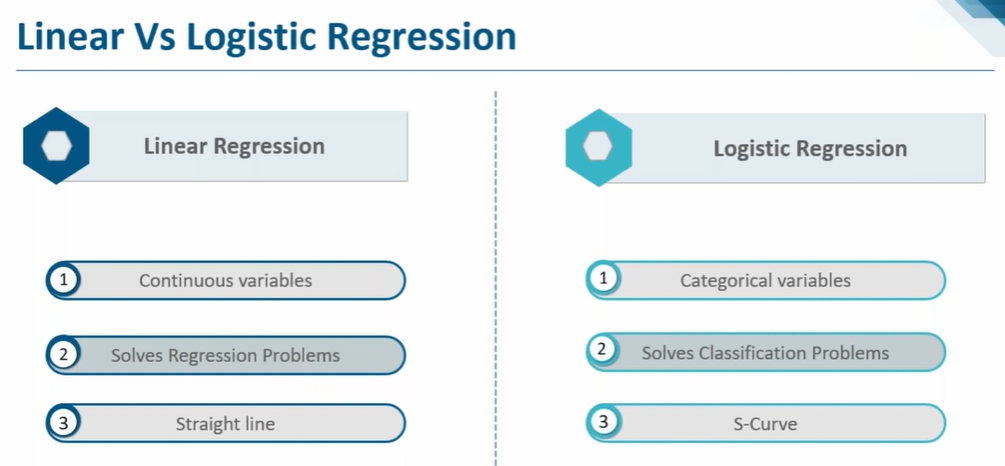 Linear Vs Logistic Regression
Linear Regression
1 Continuous variables
2 Solves Regression Problems
3 Straight line
Logistic Regression
1 Categorical variables
2 Solves Classification Problems
3 S-Curve